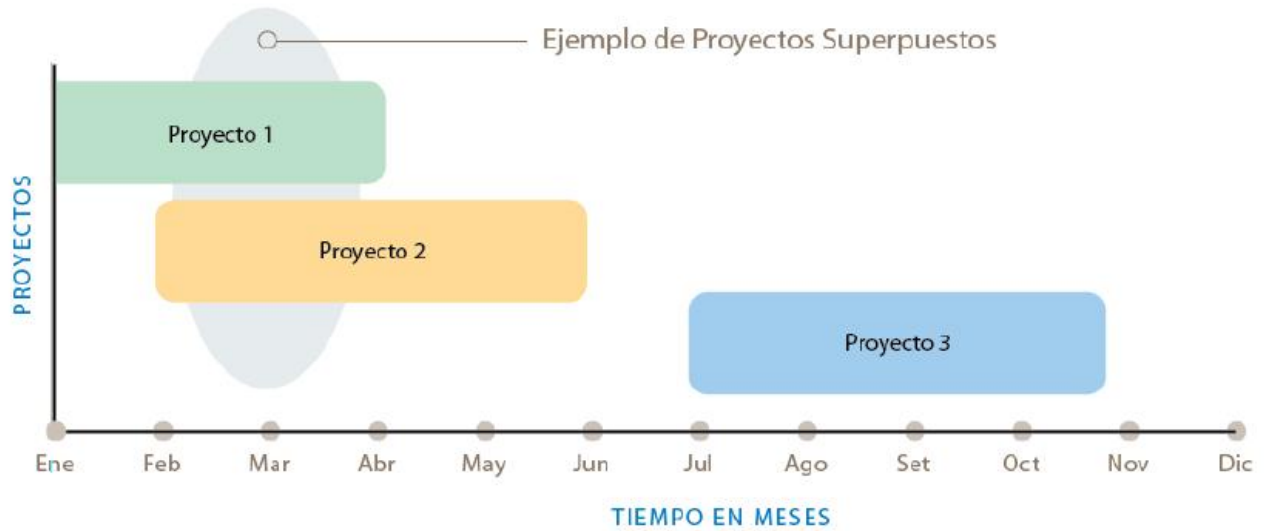 Ejemplo de Proyectos Superpuestos
Proyecto 1
Proyecto 2
Proyecto 3
PROYECTOS
Ene Feb Mar Abr May Jun Jul Ago Set Oct Nov Dic
TIEMPO EN MESES